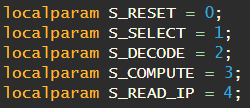 localparam S_RESET = 0;
localparam S_SELECT = 1;
localparam S_DECODE = 2;
localparam S_COMPUTE = 3;
localparam S_READ_IP = 4;